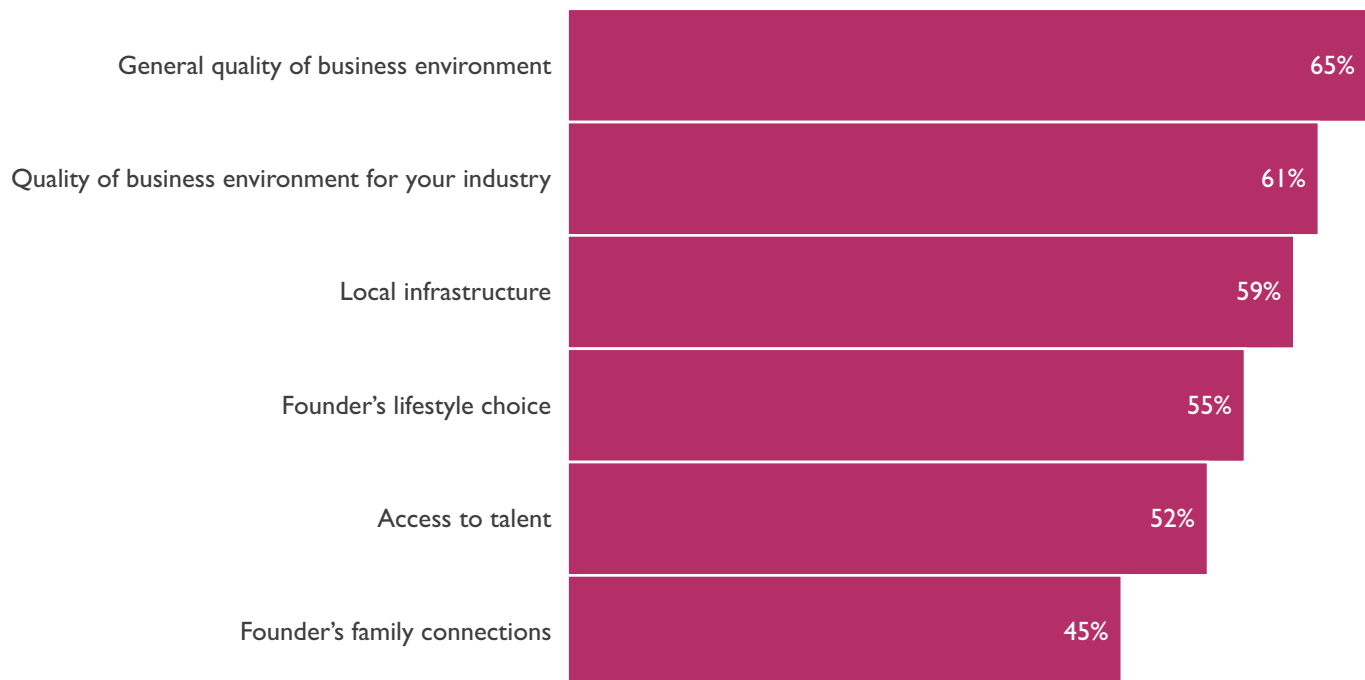 General quality of business environment 65%
Quality of business environment for your industry 61%
Local infrastructure 59%
Founder’s lifestyle choice 55%
Access to talent 52%
Founder’s family connections 45%